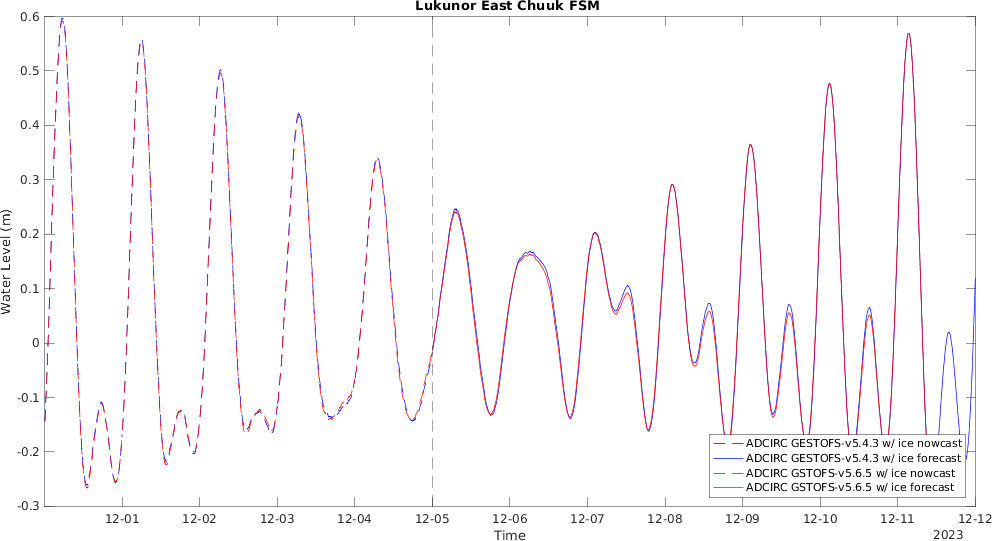 Lukunor East Chuuk FSM
Water Level (m)
0.6
0.5
0.4
0.3
0.2
0.1
0
-0.1
-0.2
-0.3
ADCIRC GESTOFS-v5.4.3 w/ ice nowcast
ADCIRC GESTOFS-v5.4.3 w/ ice forecast
ADCIRC GSTOFS-v5.6.5 w/ ice nowcast
ADCIRC GSTOFS-v5.6.5 w/ ice forecast
12-01 12-02 12-03 12-04 12-05 12-06 12-07 12-08 12-09 12-10 12-11 12-12
Time
2023